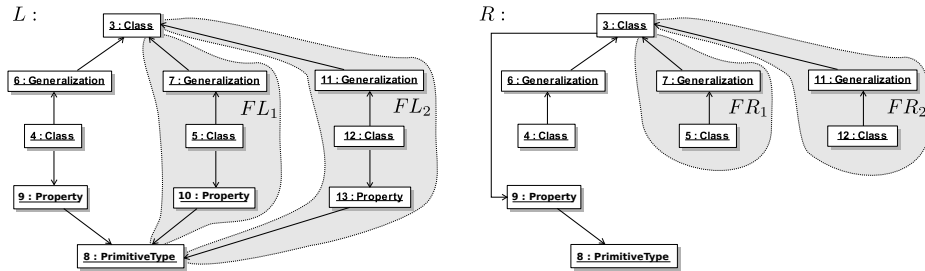 L :
3 : Class
6 : Generalization
7 : Generalization
11 : Generalization
FL1
FL2
4 : Class
5 : Class
12 : Class
9 : Property
10 : Property
13 : Property
8 : PrimitiveType
R :
3 : Class
6 : Generalization
7 : Generalization
11 : Generalization
FR1
FR2
4 : Class
5 : Class
12 : Class
9 : Property
8 : PrimitiveType